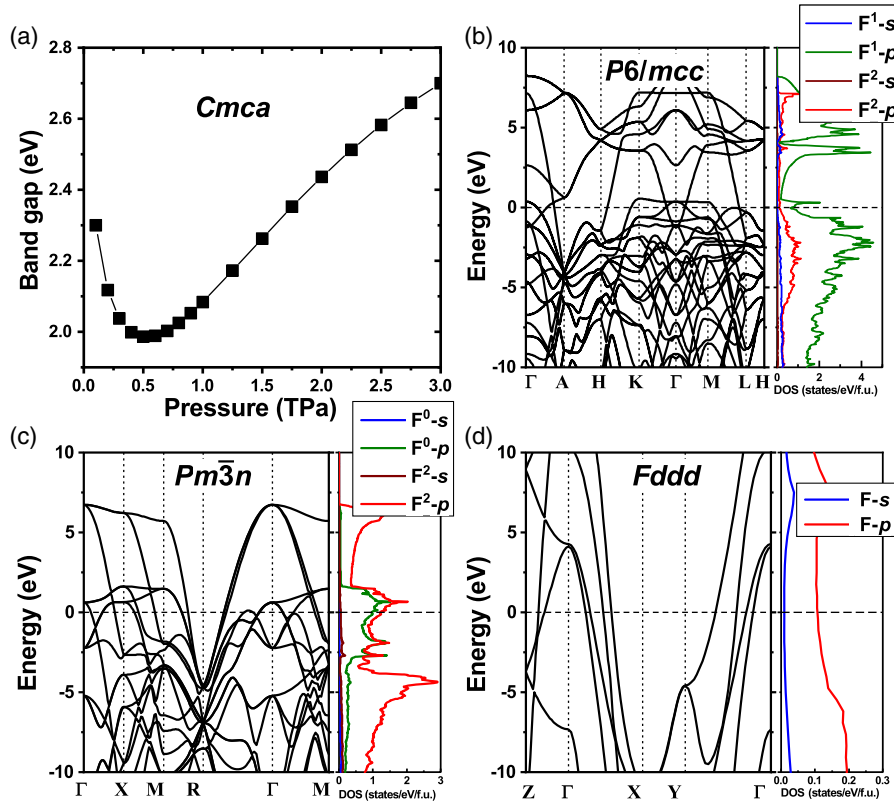 (a)
2.8
2.6
2.4
2.2
2.0
Band gap (eV)
Cmca
0.0 0.5 1.0 1.5 2.0 2.5 3.0
Pressure (TPa)
(b)
F¹-s
F¹-p
F²-s
F²-p
P6/mcc
10
5
0
-5
-10
Energy (eV)
Γ A H K Γ M L H
2 4
DOS (states/eV/f.u.)
(c)
F⁰-s
F⁰-p
F²-s
F²-p
Pm3̅n
10
5
0
-5
-10
Energy (eV)
Γ X M R Γ M
0 1 2 3
DOS (states/eV/f.u.)
(d)
F-s
F-p
Fddd
10
5
0
-5
-10
Energy (eV)
Z Γ X Y Γ
0.0 0.1 0.2 0.3
DOS (states/eV/f.u.)